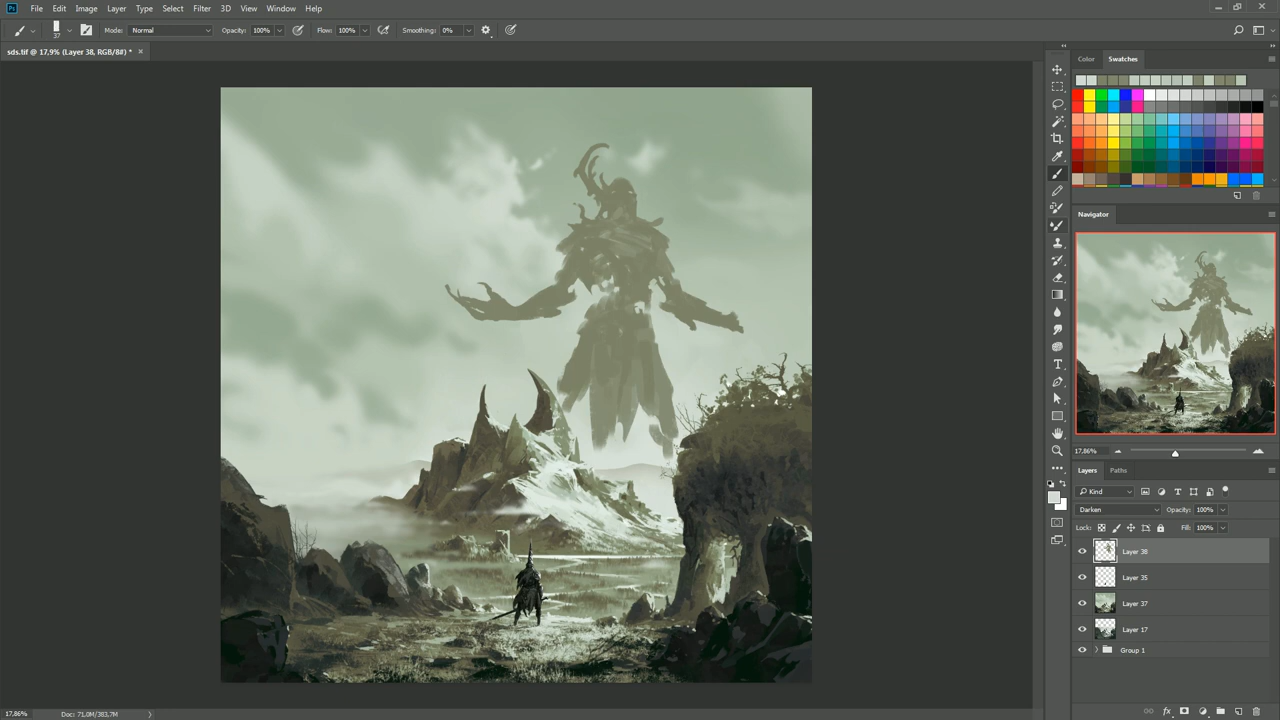 Ps File Edit Image Layer Type Select Filter 3D View Window Help
37 Mode: Normal Opacity: 100% Flow: 100% Smoothing: 0%
sds.tif @ 17,9% (Layer 38, RGB/8#) * ×
Color Swatches
Navigator
17,86%
Layers Paths
Kind
Darken Opacity: 100%
Lock: Fill: 100%
Layer 38
Layer 35
Layer 37
Layer 17
Group 1
17,86% Doc: 71,0M/383,7M
fx